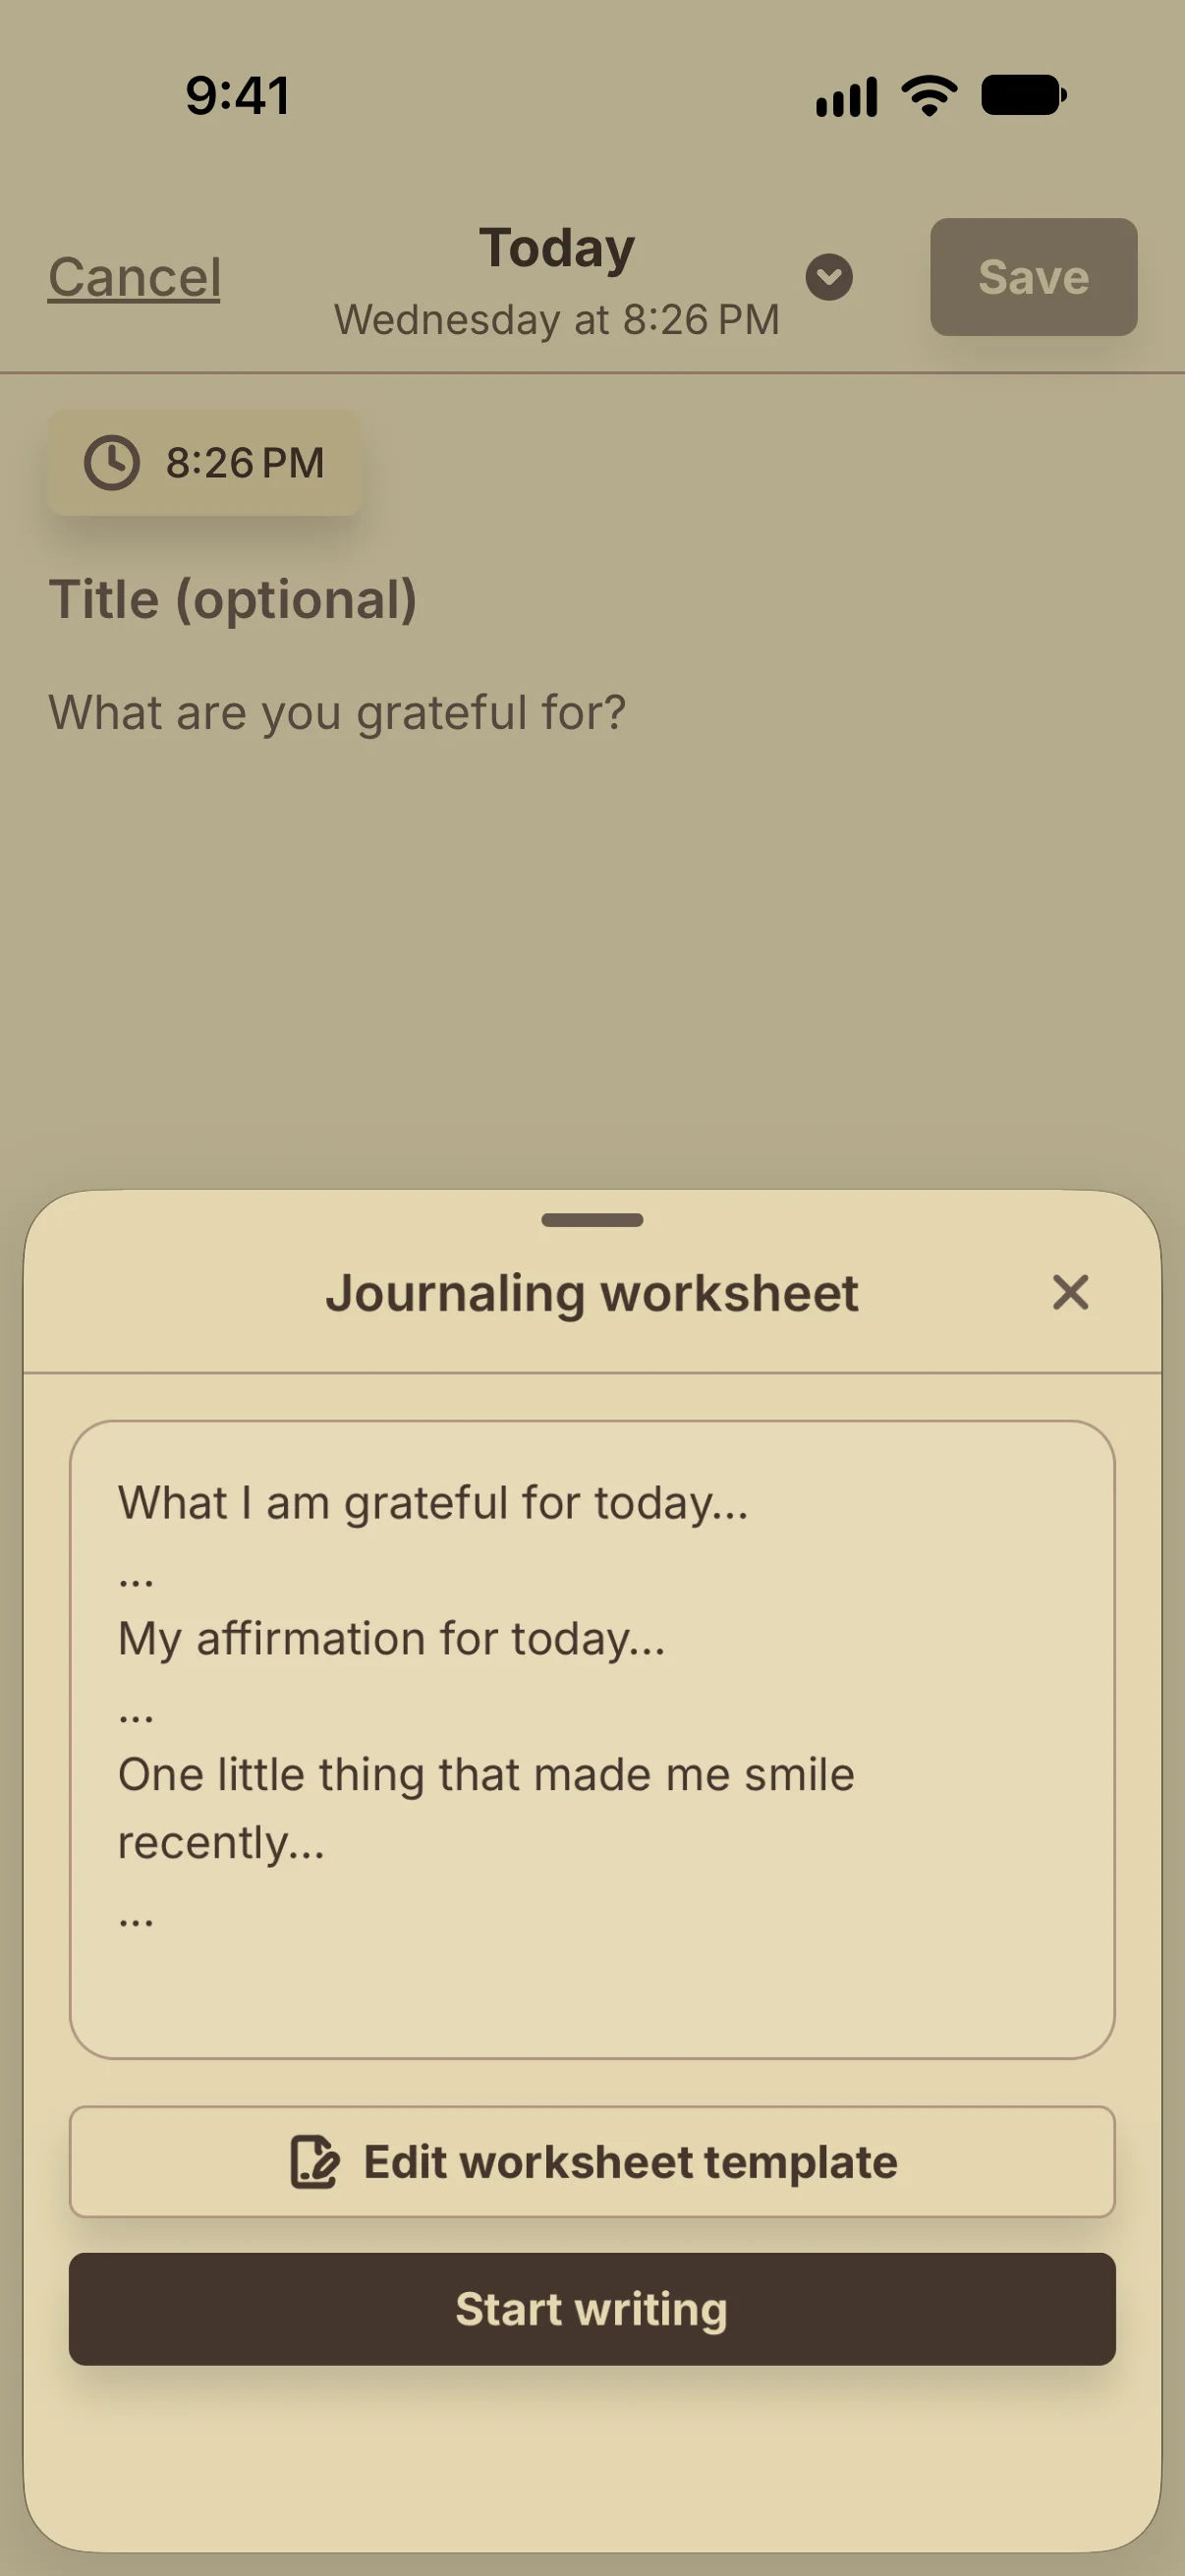 9:41
Cancel
Today
Wednesday at 8:26 PM
Save
8:26 PM
Title (optional)
What are you grateful for?
Journaling worksheet
What I am grateful for today...
...
My affirmation for today...
...
One little thing that made me smile
recently...
...
Edit worksheet template
Start writing